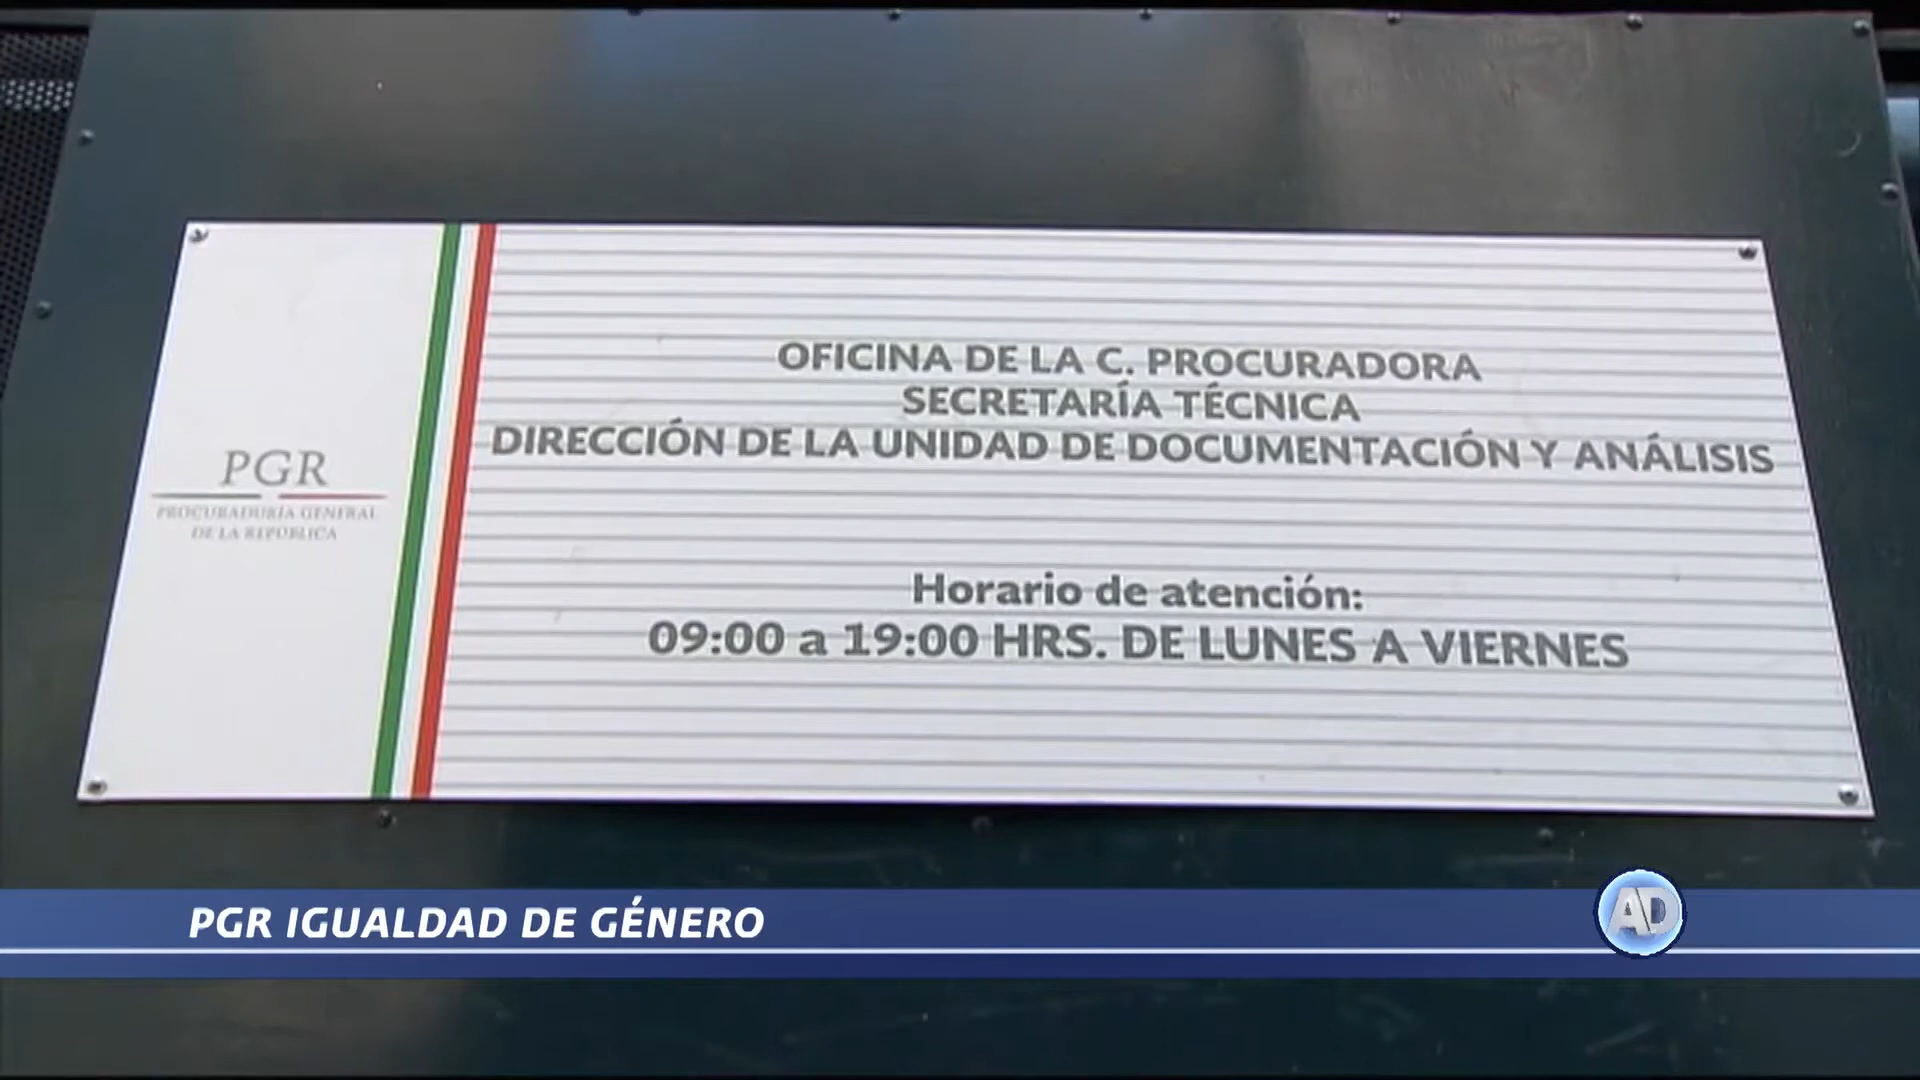 OFICINA DE LA C. PROCURADORA
SECRETARÍA TÉCNICA
DIRECCIÓN DE LA UNIDAD DE DOCUMENTACIÓN Y ANÁLISIS
PGR
PROCURADURÍA GENERAL
DE LA REPÚBLICA
Horario de atención:
09:00 a 19:00 HRS. DE LUNES A VIERNES
PGR IGUALDAD DE GÉNERO
AD